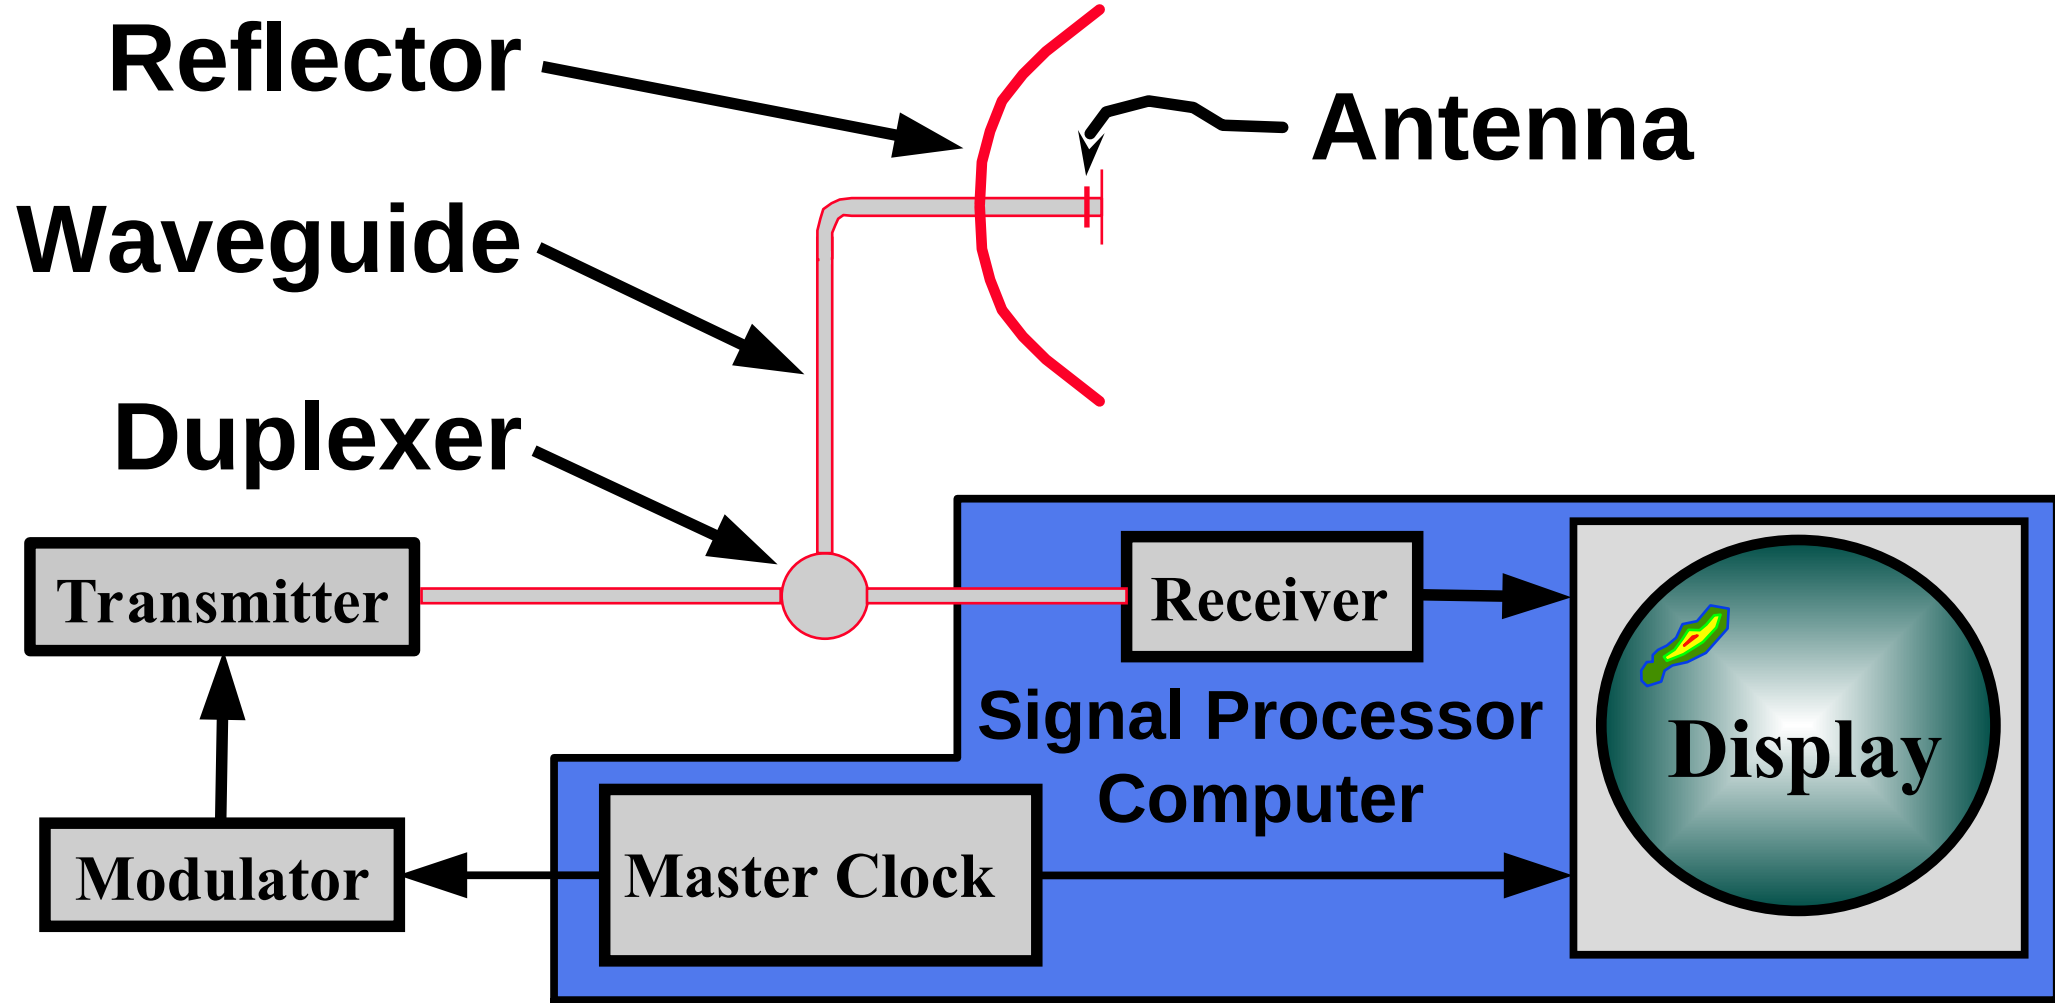 Reflector
Antenna
Waveguide
Duplexer
Transmitter
Receiver
Signal Processor
Computer
Display
Modulator
Master Clock